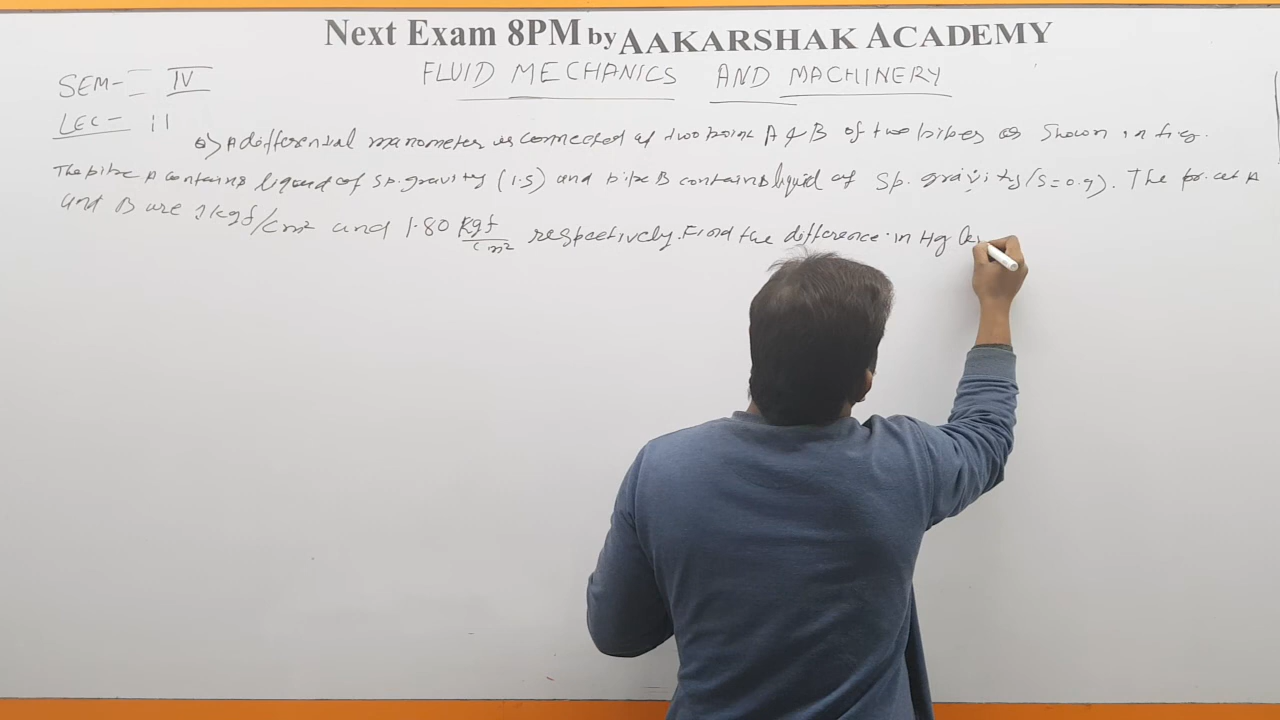 Next Exam 8PM by AAKARSHAK ACADEMY
SEM- IV
FLUID MECHANICS AND MACHINERY
LEC- 11
Q) A differential manometer is connected at two point A & B of two pipes as shown in fig.
The pipe A contains liquid of sp.gravity (1.5) and pipe B contains liquid of sp. gravity (S=0.9). The pr. at A
and B are 1 kgf/cm² and 1.80 kgf/cm² respectively. Find the difference in Hg